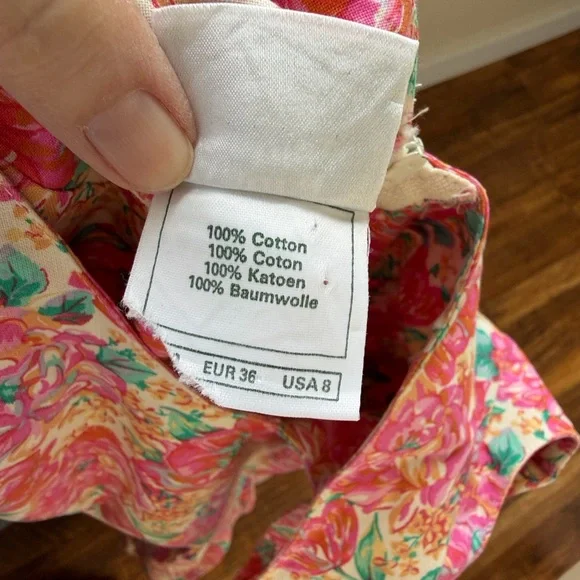 100% Cotton
100% Coton
100% Katoen
100% Baumwolle
EUR 36 USA 8